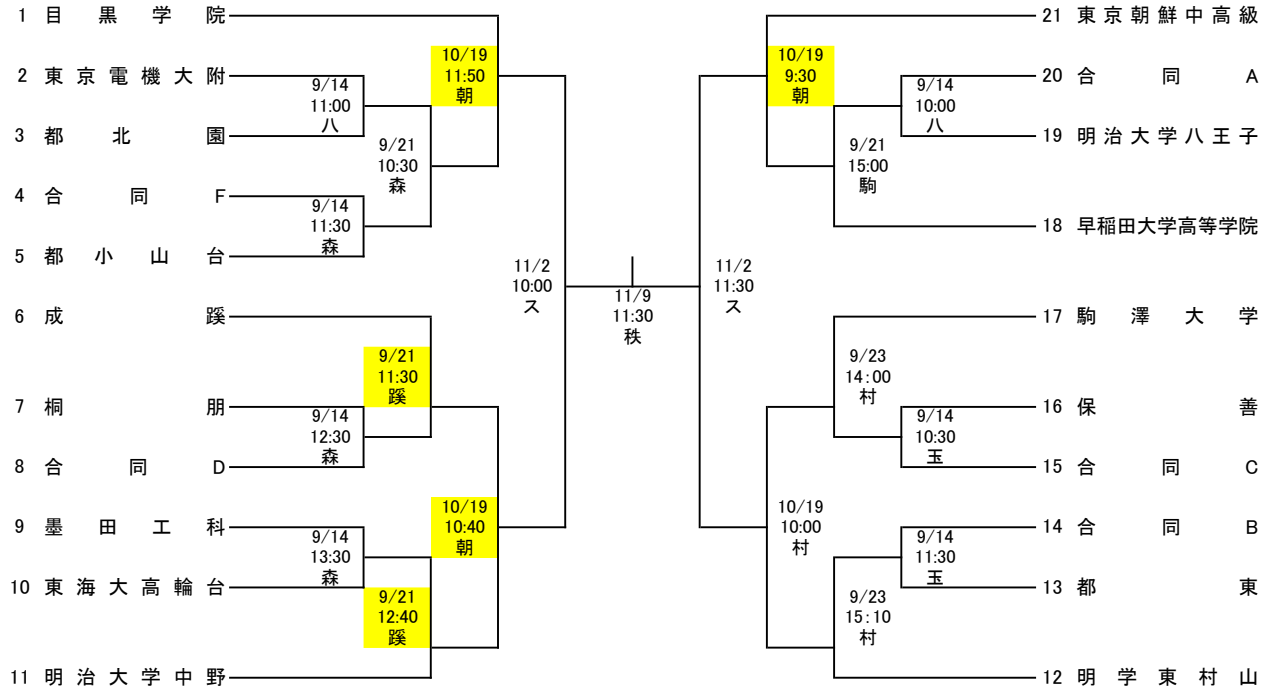 1 目黒学院
2 東京電機大附
3 都北園
4 合同F
5 都小山台
6 成蹊
7 桐朋
8 合同D
9 墨田工科
10 東海大高輪台
11 明治大学中野
9/14
11:00
八
9/14
11:30
森
9/14
12:30
森
9/14
13:30
森
9/21
10:30
森
9/21
11:30
蹊
9/21
12:40
蹊
10/19
11:50
朝
10/19
10:40
朝
11/2
10:00
ス
11/9
11:30
秩
11/2
11:30
ス
10/19
9:30
朝
10/19
10:00
村
9/21
15:00
駒
9/23
14:00
村
9/23
15:10
村
9/14
10:00
八
9/14
10:30
玉
9/14
11:30
玉
21 東京朝鮮中高級
20 合同A
19 明治大学八王子
18 早稲田大学高等学院
17 駒澤大学
16 保善
15 合同C
14 合同B
13 都東
12 明学東村山